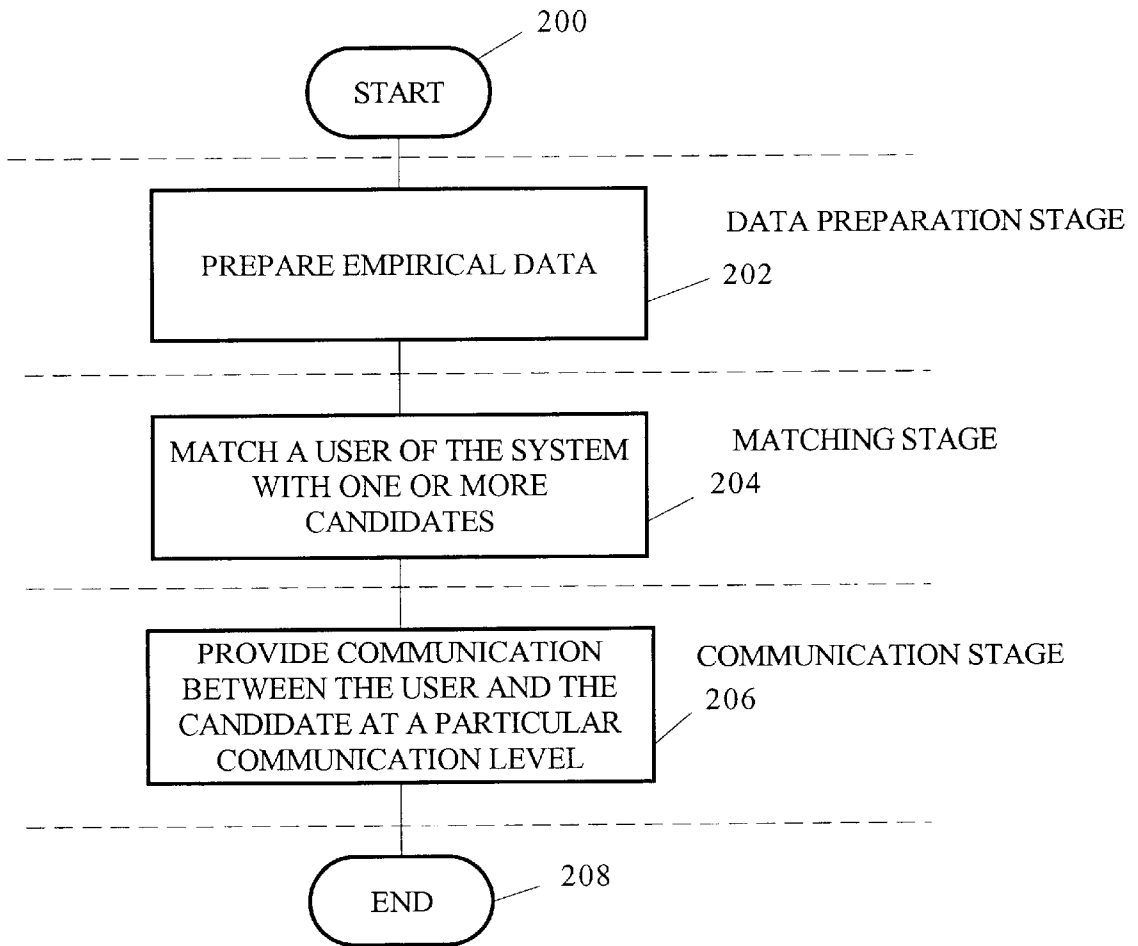 200
START
DATA PREPARATION STAGE
PREPARE EMPIRICAL DATA
202
MATCHING STAGE
MATCH A USER OF THE SYSTEM
WITH ONE OR MORE
CANDIDATES
204
PROVIDE COMMUNICATION
BETWEEN THE USER AND THE
CANDIDATE AT A PARTICULAR
COMMUNICATION LEVEL
COMMUNICATION STAGE
206
END
208